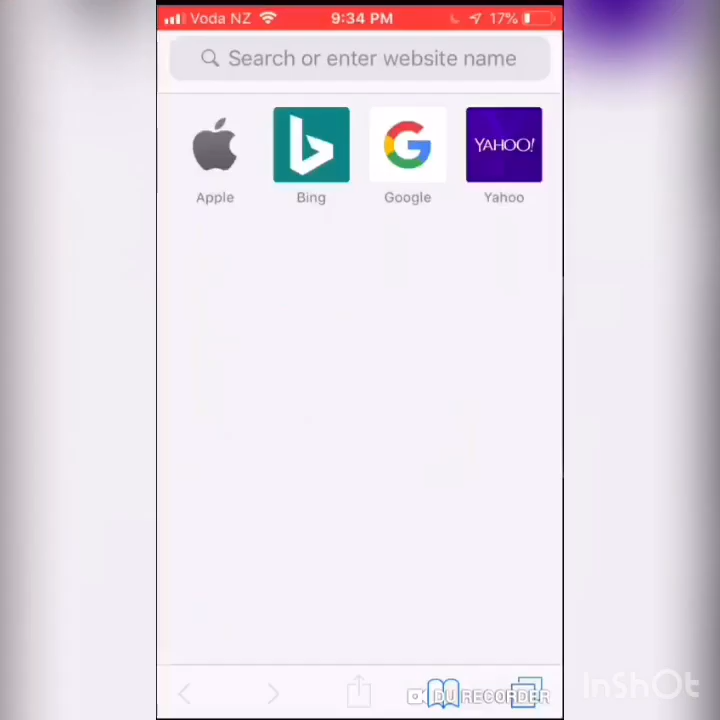 Voda NZ 9:34 PM 17%
Search or enter website name
YAHOO!
Apple Bing Google Yahoo
DU RECORDER
InShOt